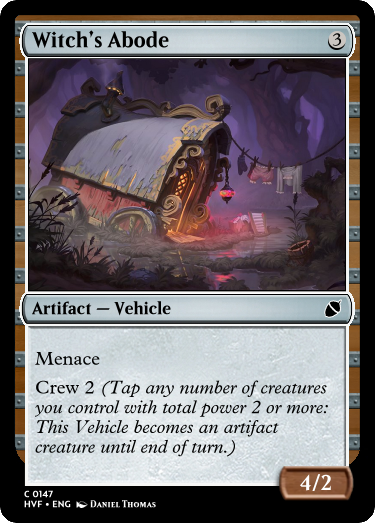 Witch's Abode 3
Artifact — Vehicle
Menace
Crew 2 (Tap any number of creatures
you control with total power 2 or more:
This Vehicle becomes an artifact
creature until end of turn.)
4/2
C 0147
HVF • ENG Daniel Thomas